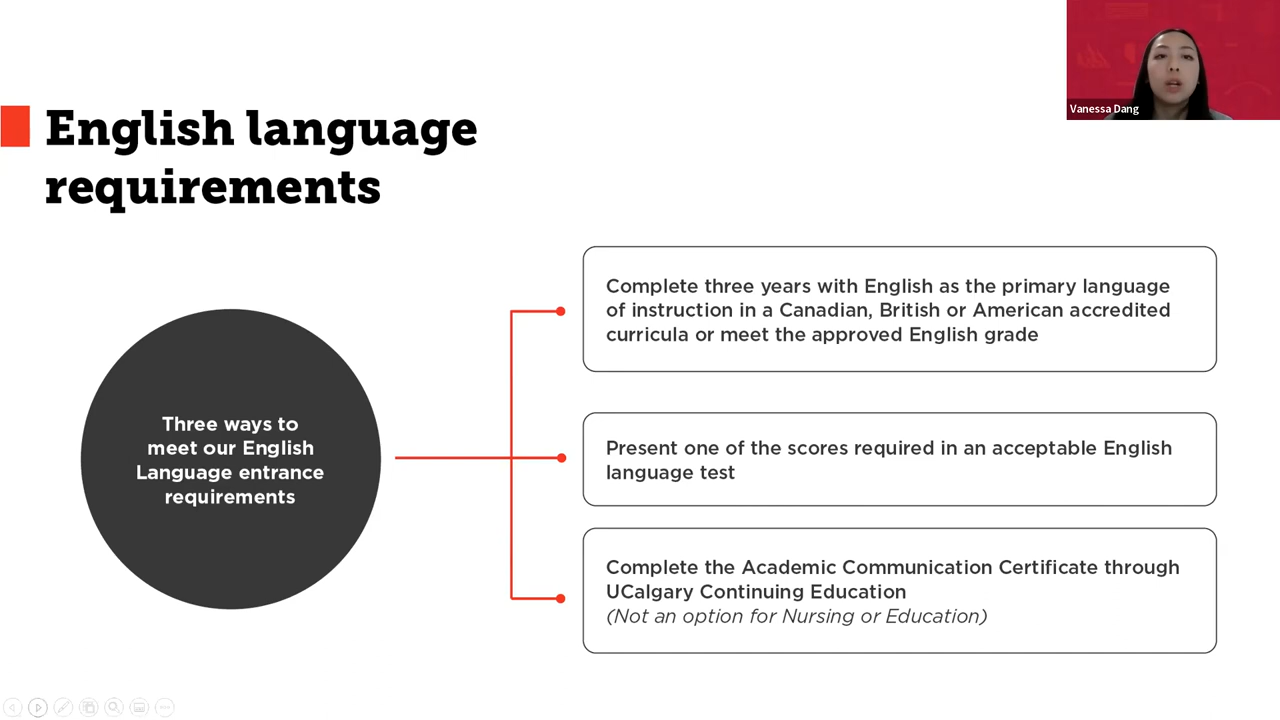 Vanessa Dang
English language
requirements
Three ways to
meet our English
Language entrance
requirements
Complete three years with English as the primary language
of instruction in a Canadian, British or American accredited
curricula or meet the approved English grade
Present one of the scores required in an acceptable English
language test
Complete the Academic Communication Certificate through
UCalgary Continuing Education
(Not an option for Nursing or Education)